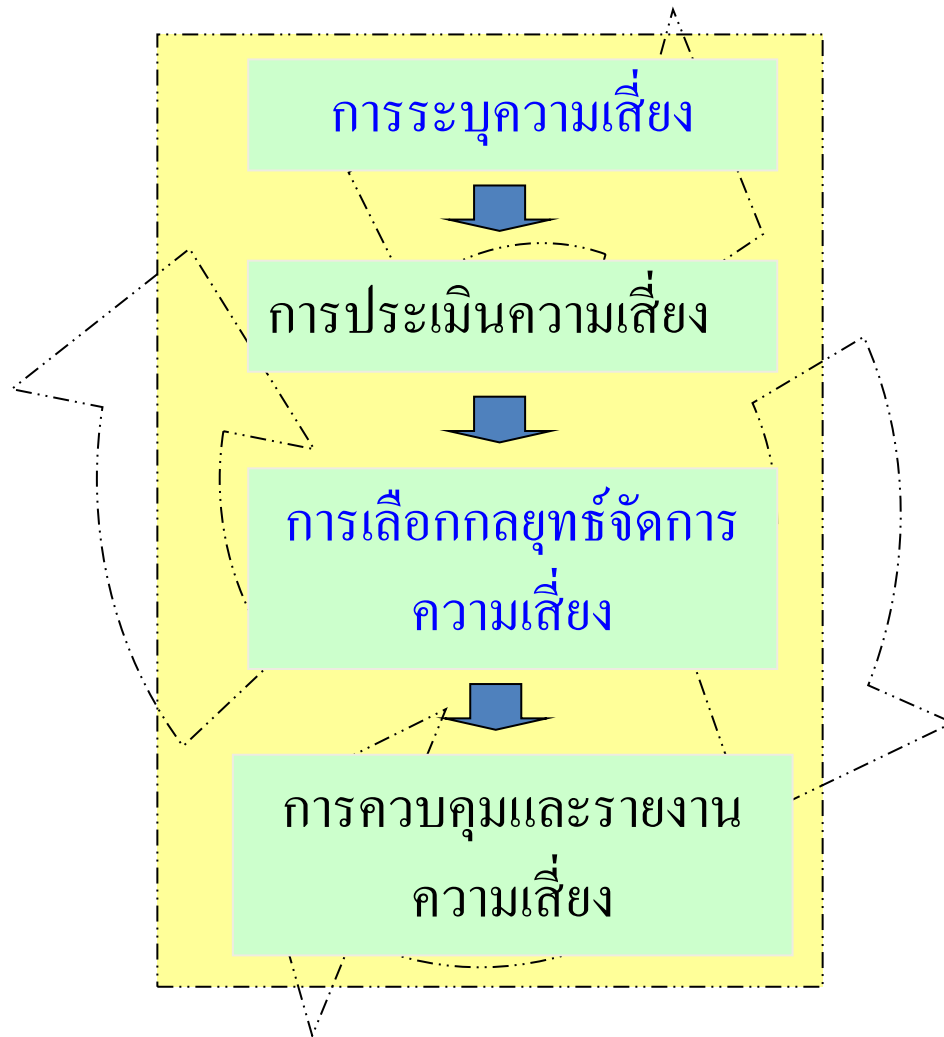 การระบุความเสี่ยง
การประเมินความเสี่ยง
การเลือกกลยุทธ์จัดการ
ความเสี่ยง
การควบคุมและรายงาน
ความเสี่ยง